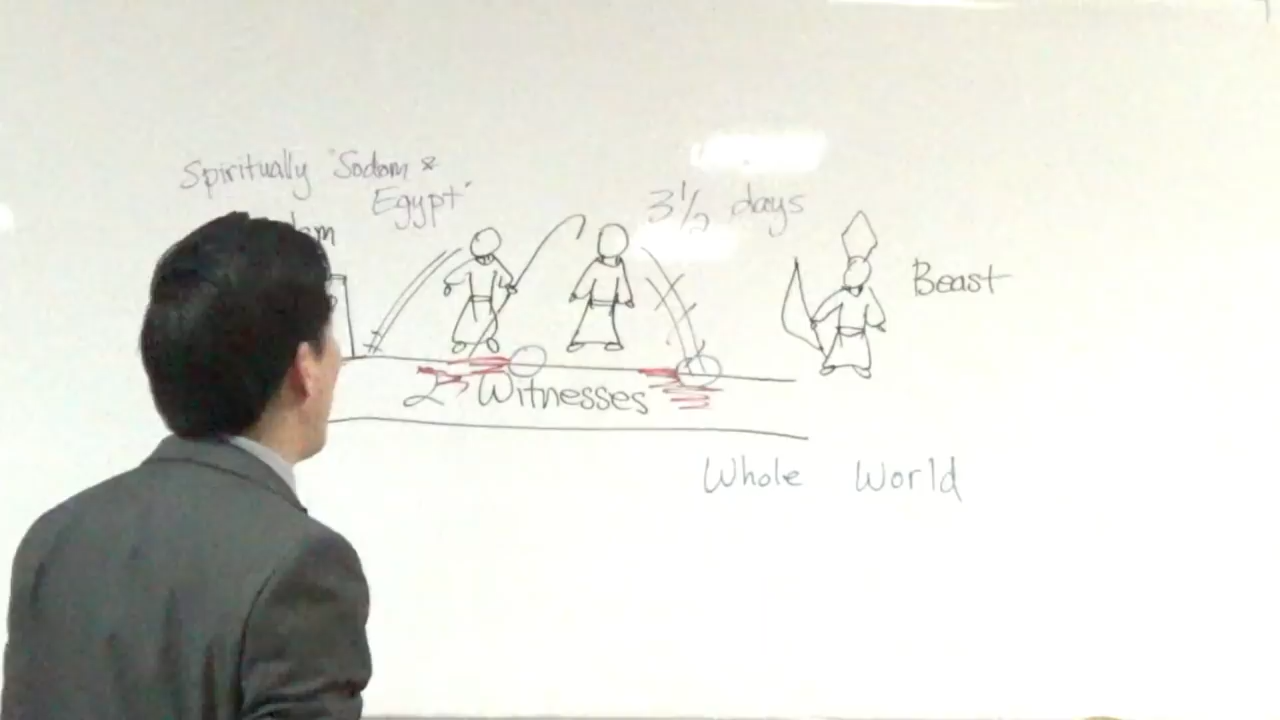 Spiritually "Sodom &
Egypt"
3½ days
Beast
2 Witnesses
Whole World